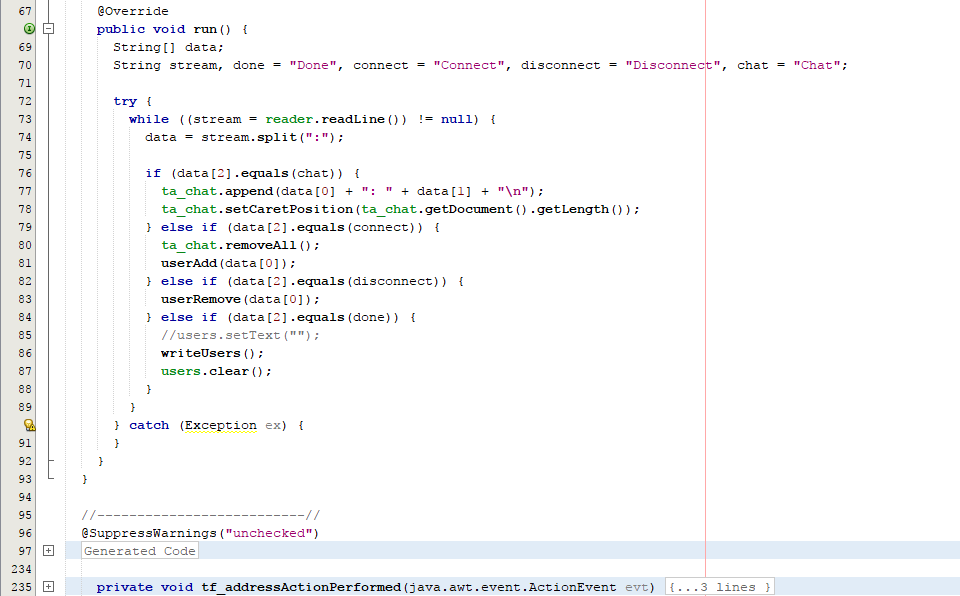 67 @Override
public void run() {
69 String[] data;
70 String stream, done = "Done", connect = "Connect", disconnect = "Disconnect", chat = "Chat";
71
72 try {
73 while ((stream = reader.readLine()) != null) {
74 data = stream.split(":");
75
76 if (data[2].equals(chat)) {
77 ta_chat.append(data[0] + ": " + data[1] + "\n");
78 ta_chat.setCaretPosition(ta_chat.getDocument().getLength());
79 } else if (data[2].equals(connect)) {
80 ta_chat.removeAll();
81 userAdd(data[0]);
82 } else if (data[2].equals(disconnect)) {
83 userRemove(data[0]);
84 } else if (data[2].equals(done)) {
85 //users.setText("");
86 writeUsers();
87 users.clear();
88 }
89 }
} catch (Exception ex) {
91 }
92 }
93 }
94
95 //--------------------------//
96 @SuppressWarnings("unchecked")
97 Generated Code
234
235 private void tf_addressActionPerformed(java.awt.event.ActionEvent evt) {...3 lines }